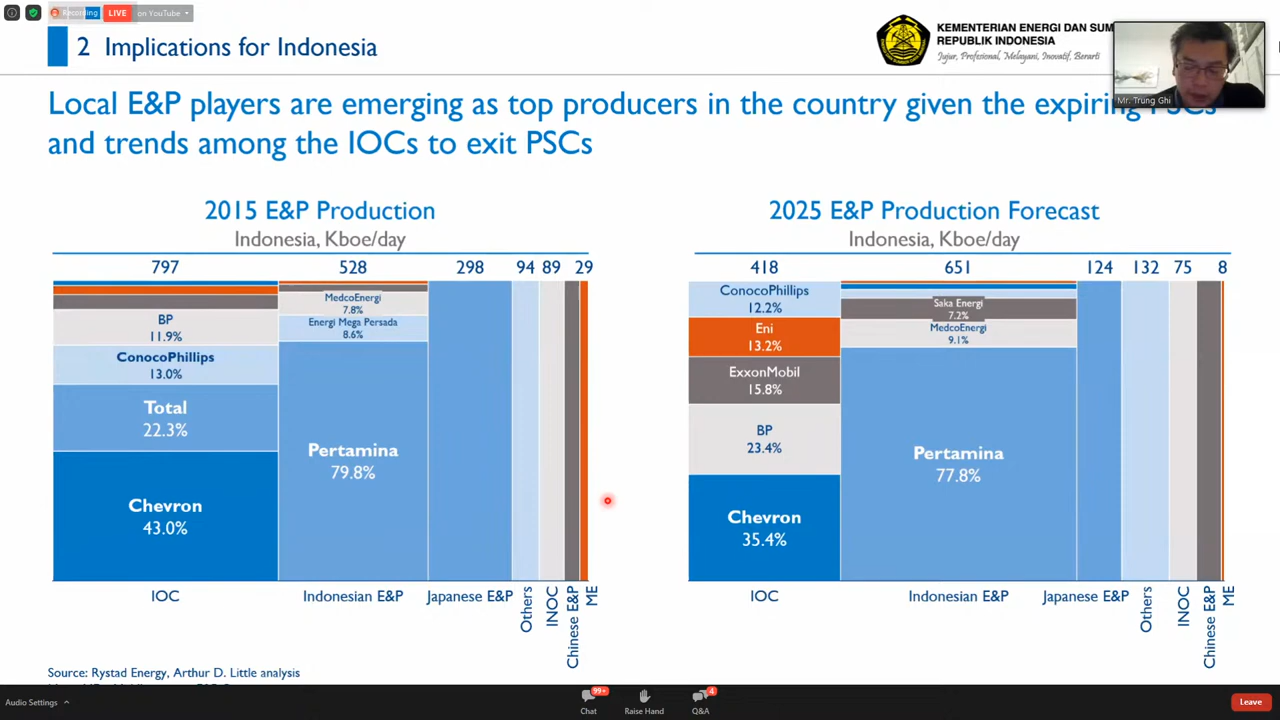 Recording
LIVE
on YouTube
2 Implications for Indonesia
KEMENTERIAN ENERGI DAN SUM
REPUBLIK INDONESIA
Jujur, Profesional, Melayani, Inovatif, Berarti
Mr. Trung Ghi
Local E&P players are emerging as top producers in the country given the expiring PSCs
and trends among the IOCs to exit PSCs
2015 E&P Production
Indonesia, Kboe/day
797 528 298 94 89 29
MedcoEnergi
7.8%
Energi Mega Persada
8.6%
BP
11.9%
ConocoPhillips
13.0%
Total
22.3%
Pertamina
79.8%
Chevron
43.0%
IOC
Indonesian E&P
Japanese E&P
Others
INOC
Chinese E&P
ME
2025 E&P Production Forecast
Indonesia, Kboe/day
418 651 124 132 75 8
ConocoPhillips
12.2%
Saka Energi
7.2%
Eni
13.2%
MedcoEnergi
9.1%
ExxonMobil
15.8%
BP
23.4%
Pertamina
77.8%
Chevron
35.4%
IOC
Indonesian E&P
Japanese E&P
Others
INOC
Chinese E&P
ME
Source: Rystad Energy, Arthur D. Little analysis
Audio Settings
99+
Chat
Raise Hand
4
Q&A
Leave